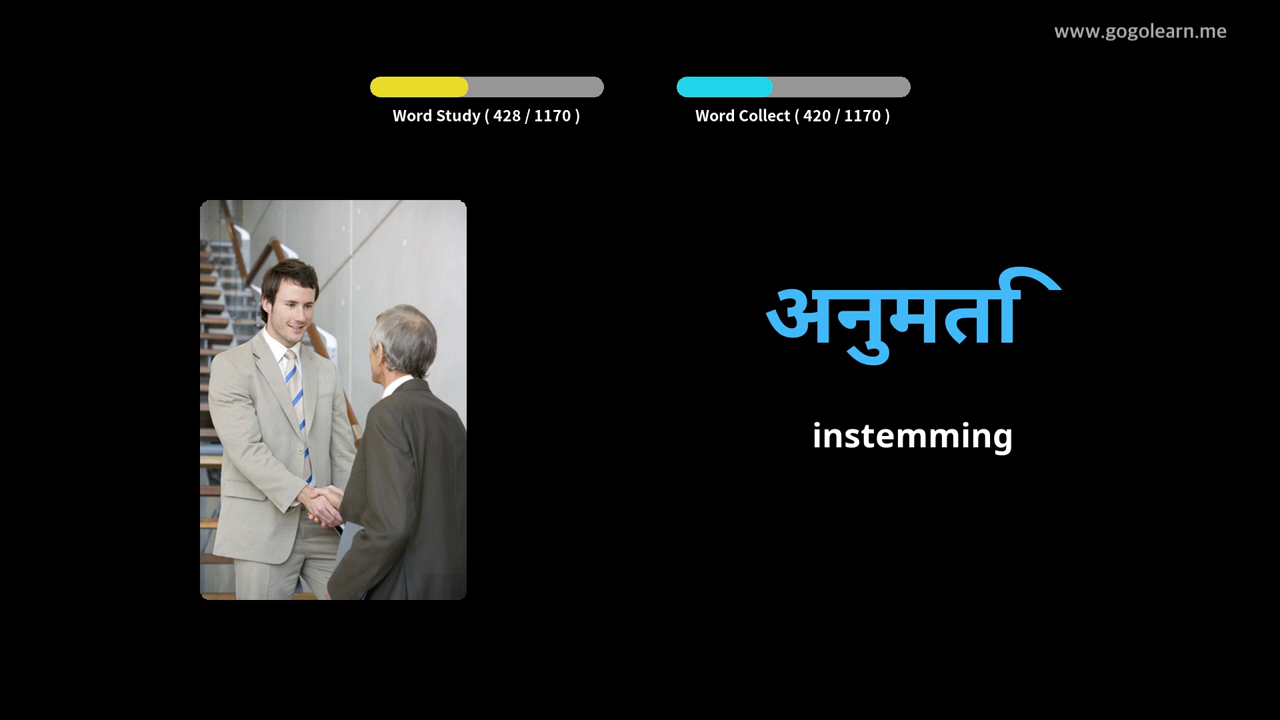 www.gogolearn.me
Word Study ( 428 / 1170 )
Word Collect ( 420 / 1170 )
अनुमति
instemming